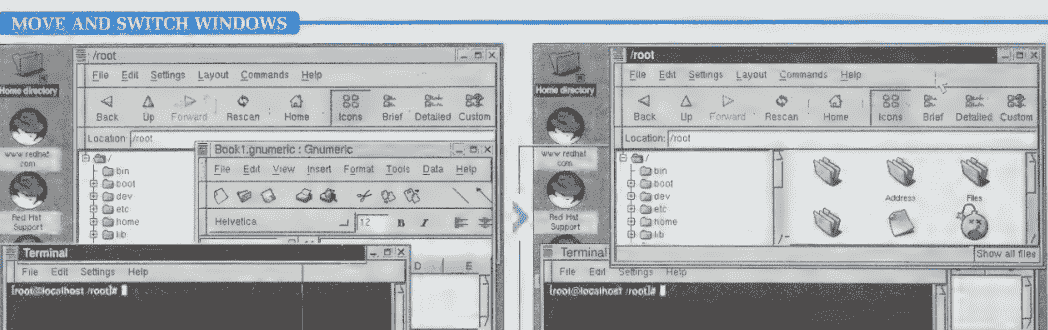 MOVE AND SWITCH WINDOWS
/root
File Edit Settings Layout Commands Help
Home directory
Back Up Forward Rescan Home Icons Brief Detailed Custom
Location: /root
www.redhat.com
/
bin
boot
dev
etc
home
lib
Red Hat
Support
Book1.gnumeric : Gnumeric
File Edit View Insert Format Tools Data Help
Helvetica 12 B I
D E
Terminal
File Edit Settings Help
[root@localhost /root]#
/root
File Edit Settings Layout Commands Help
Home directory
Back Up Forward Rescan Home Icons Brief Detailed Custom
Location: /root
www.redhat.com
/
bin
boot
dev
etc
home
lib
Red Hat
Support
..
Address Files
Show all files
Terminal
File Edit Settings Help
[root@localhost /root]#